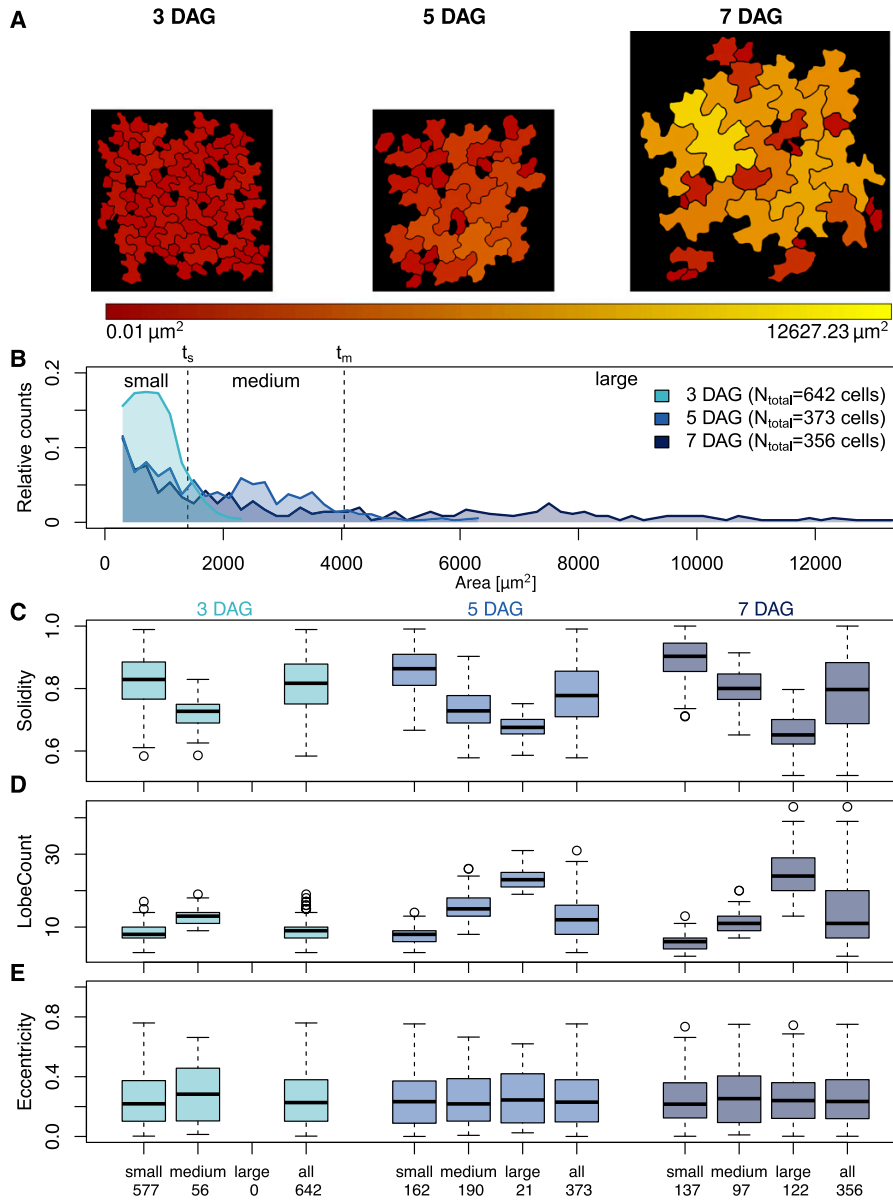 A
3 DAG 5 DAG 7 DAG
0.01 µm² 12627.23 µm²
B
ts tm
small medium large
3 DAG (Ntotal=642 cells)
5 DAG (Ntotal=373 cells)
7 DAG (Ntotal=356 cells)
Relative counts
0.2
0.1
0
0 2000 4000 6000 8000 10000 12000
Area [µm²]
C
3 DAG 5 DAG 7 DAG
Solidity
1.0
0.8
0.6
D
LobeCount
30
10
E
Eccentricity
0.8
0.4
0.0
small medium large all small medium large all small medium large all
577 56 0 642 162 190 21 373 137 97 122 356